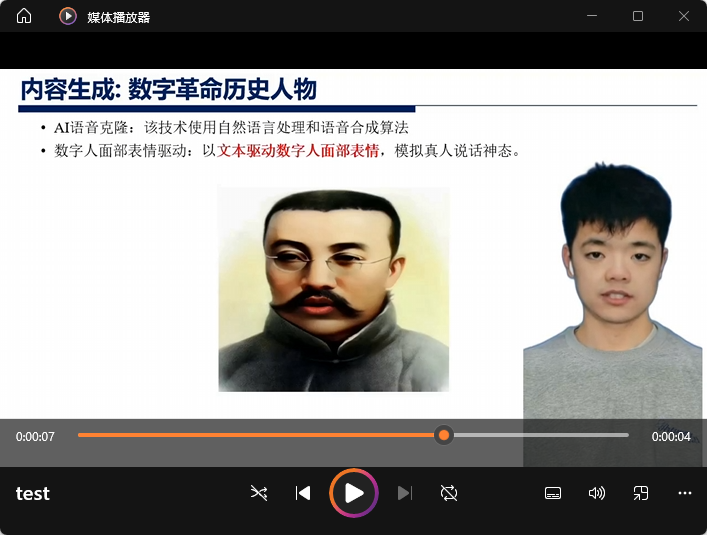 媒体播放器
内容生成: 数字革命历史人物
• AI语音克隆：该技术使用自然语言处理和语音合成算法
• 数字人面部表情驱动：以文本驱动数字人面部表情，模拟真人说话神态。
0:00:07
0:00:04
test